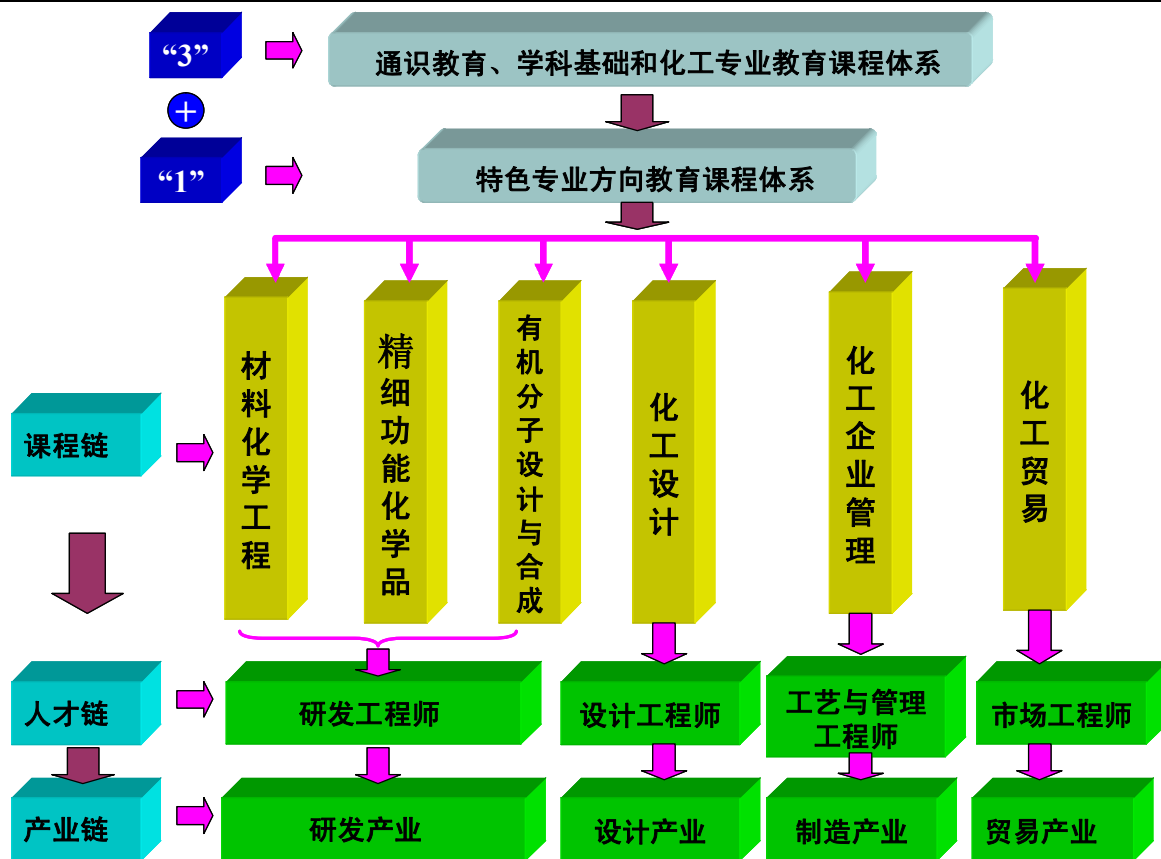 “3”
通识教育、学科基础和化工专业教育课程体系
+
“1”
特色专业方向教育课程体系
课程链
材料化学工程
精细功能化学品
有机分子设计与合成
化工设计
化工企业管理
化工贸易
人才链
研发工程师
设计工程师
工艺与管理
工程师
市场工程师
产业链
研发产业
设计产业
制造产业
贸易产业